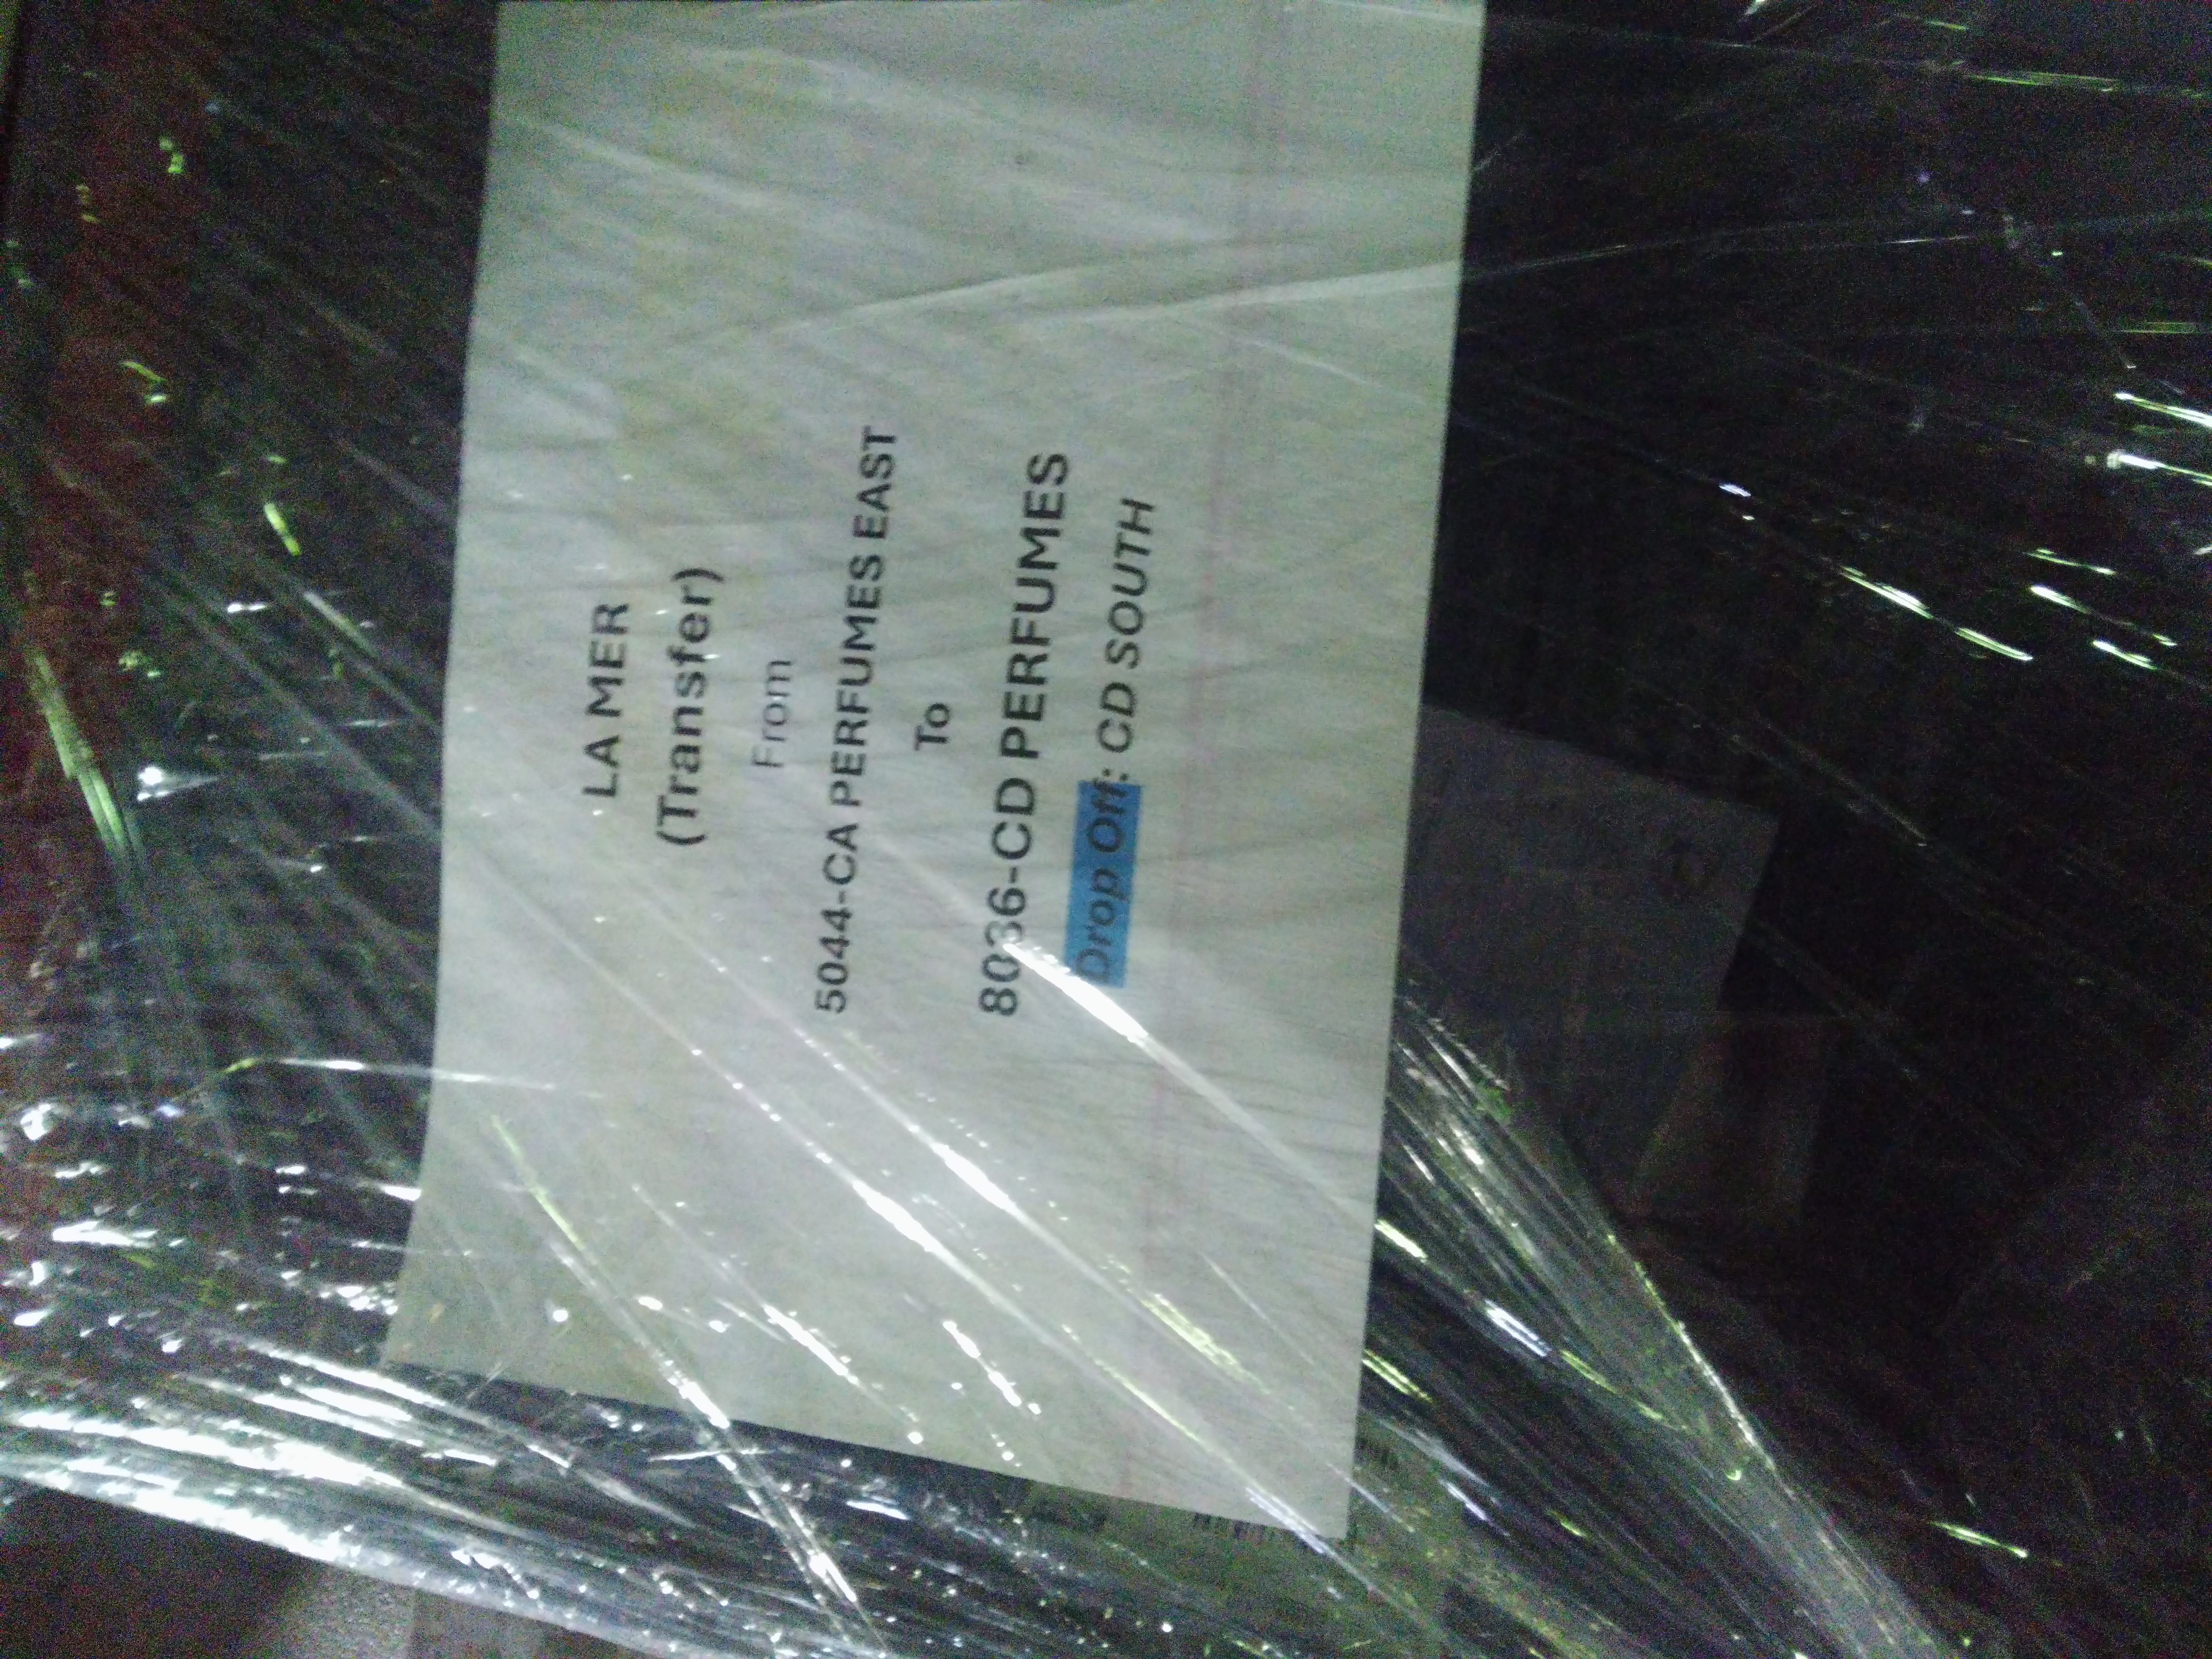 LA MER
(Transfer)
From
5044-CA PERFUMES EAST
To
8036-CD PERFUMES
Drop Off: CD SOUTH